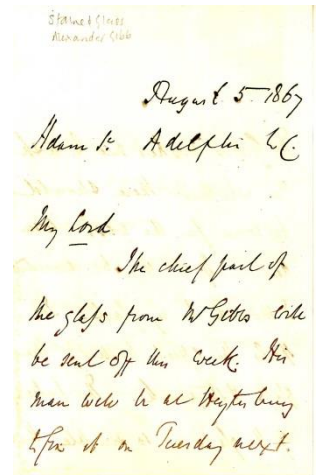 Stained Glass
Alexander Gibbs
August 5 1867
Adam St. Adelphi W C.
My Lord
The chief part of
the glass from Mr Gibbs will
be sent off this week. His
man will be at Heytesbury
to fix it on Tuesday next.